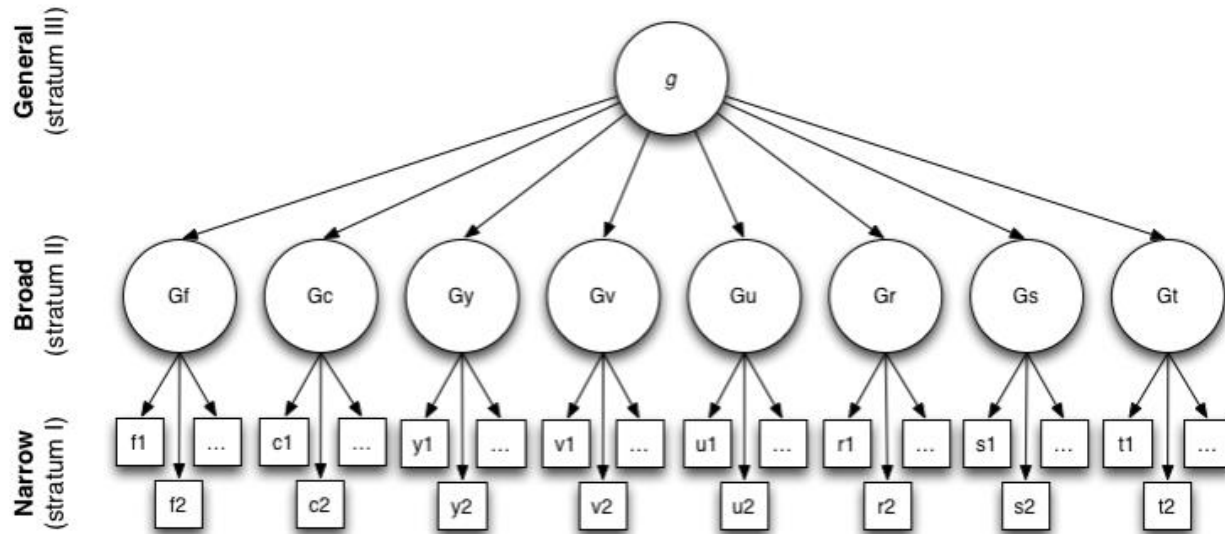 General
(stratum III)
g
Broad
(stratum II)
Gf Gc Gy Gv Gu Gr Gs Gt
Narrow
(stratum I)
f1 ... c1 ... y1 ... v1 ... u1 ... r1 ... s1 ... t1 ...
f2 c2 y2 v2 u2 r2 s2 t2